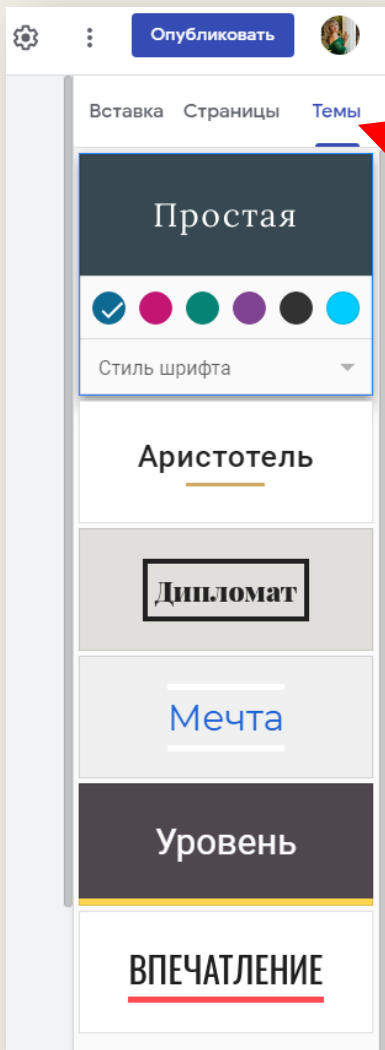 Опубликовать
Вставка Страницы Темы
Простая
Стиль шрифта
Аристотель
Дипломат
Мечта
Уровень
ВПЕЧАТЛЕНИЕ